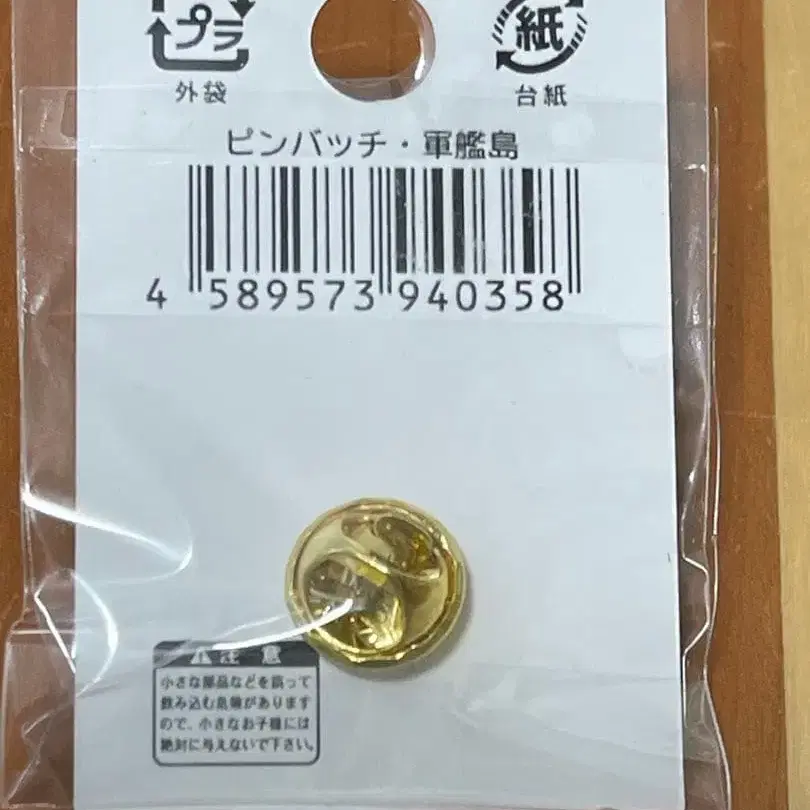 プラ
紙
外袋
台紙
ピンバッチ・軍艦島
4 589573 940358
注意
小さな部品などを誤って
飲み込む危険があります
ので、小さなお子様には
絶対に与えないで下さい。